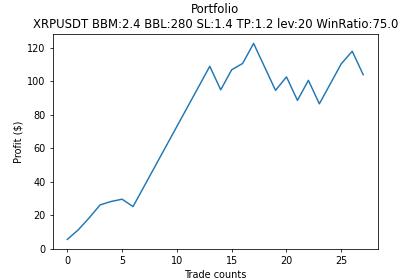 Portfolio
XRPUSDT BBM:2.4 BBL:280 SL:1.4 TP:1.2 lev:20 WinRatio:75.0
120
100
80
60
40
20
0
Profit ($)
0 5 10 15 20 25
Trade counts